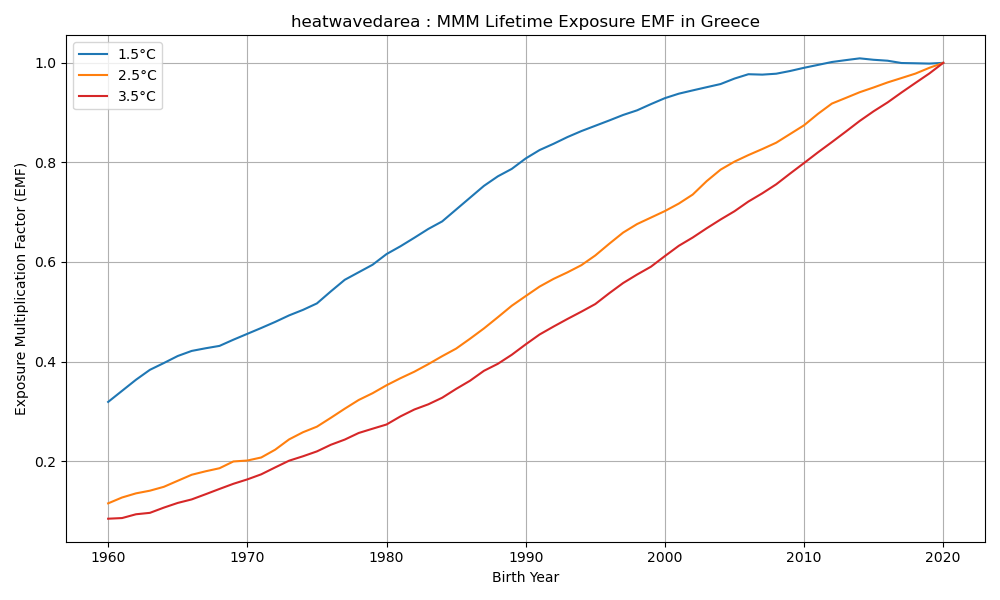 heatwavedarea : MMM Lifetime Exposure EMF in Greece
1.5°C
2.5°C
3.5°C
Exposure Multiplication Factor (EMF)
1.0
0.8
0.6
0.4
0.2
1960 1970 1980 1990 2000 2010 2020
Birth Year